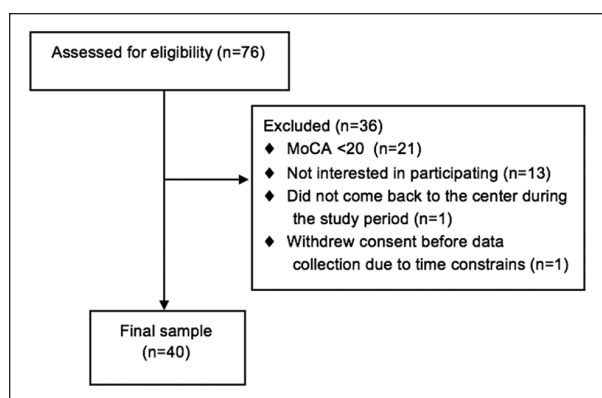 Assessed for eligibility (n=76)
Excluded (n=36)
♦ MoCA <20 (n=21)
♦ Not interested in participating (n=13)
♦ Did not come back to the center during
the study period (n=1)
♦ Withdrew consent before data
collection due to time constrains (n=1)
Final sample
(n=40)